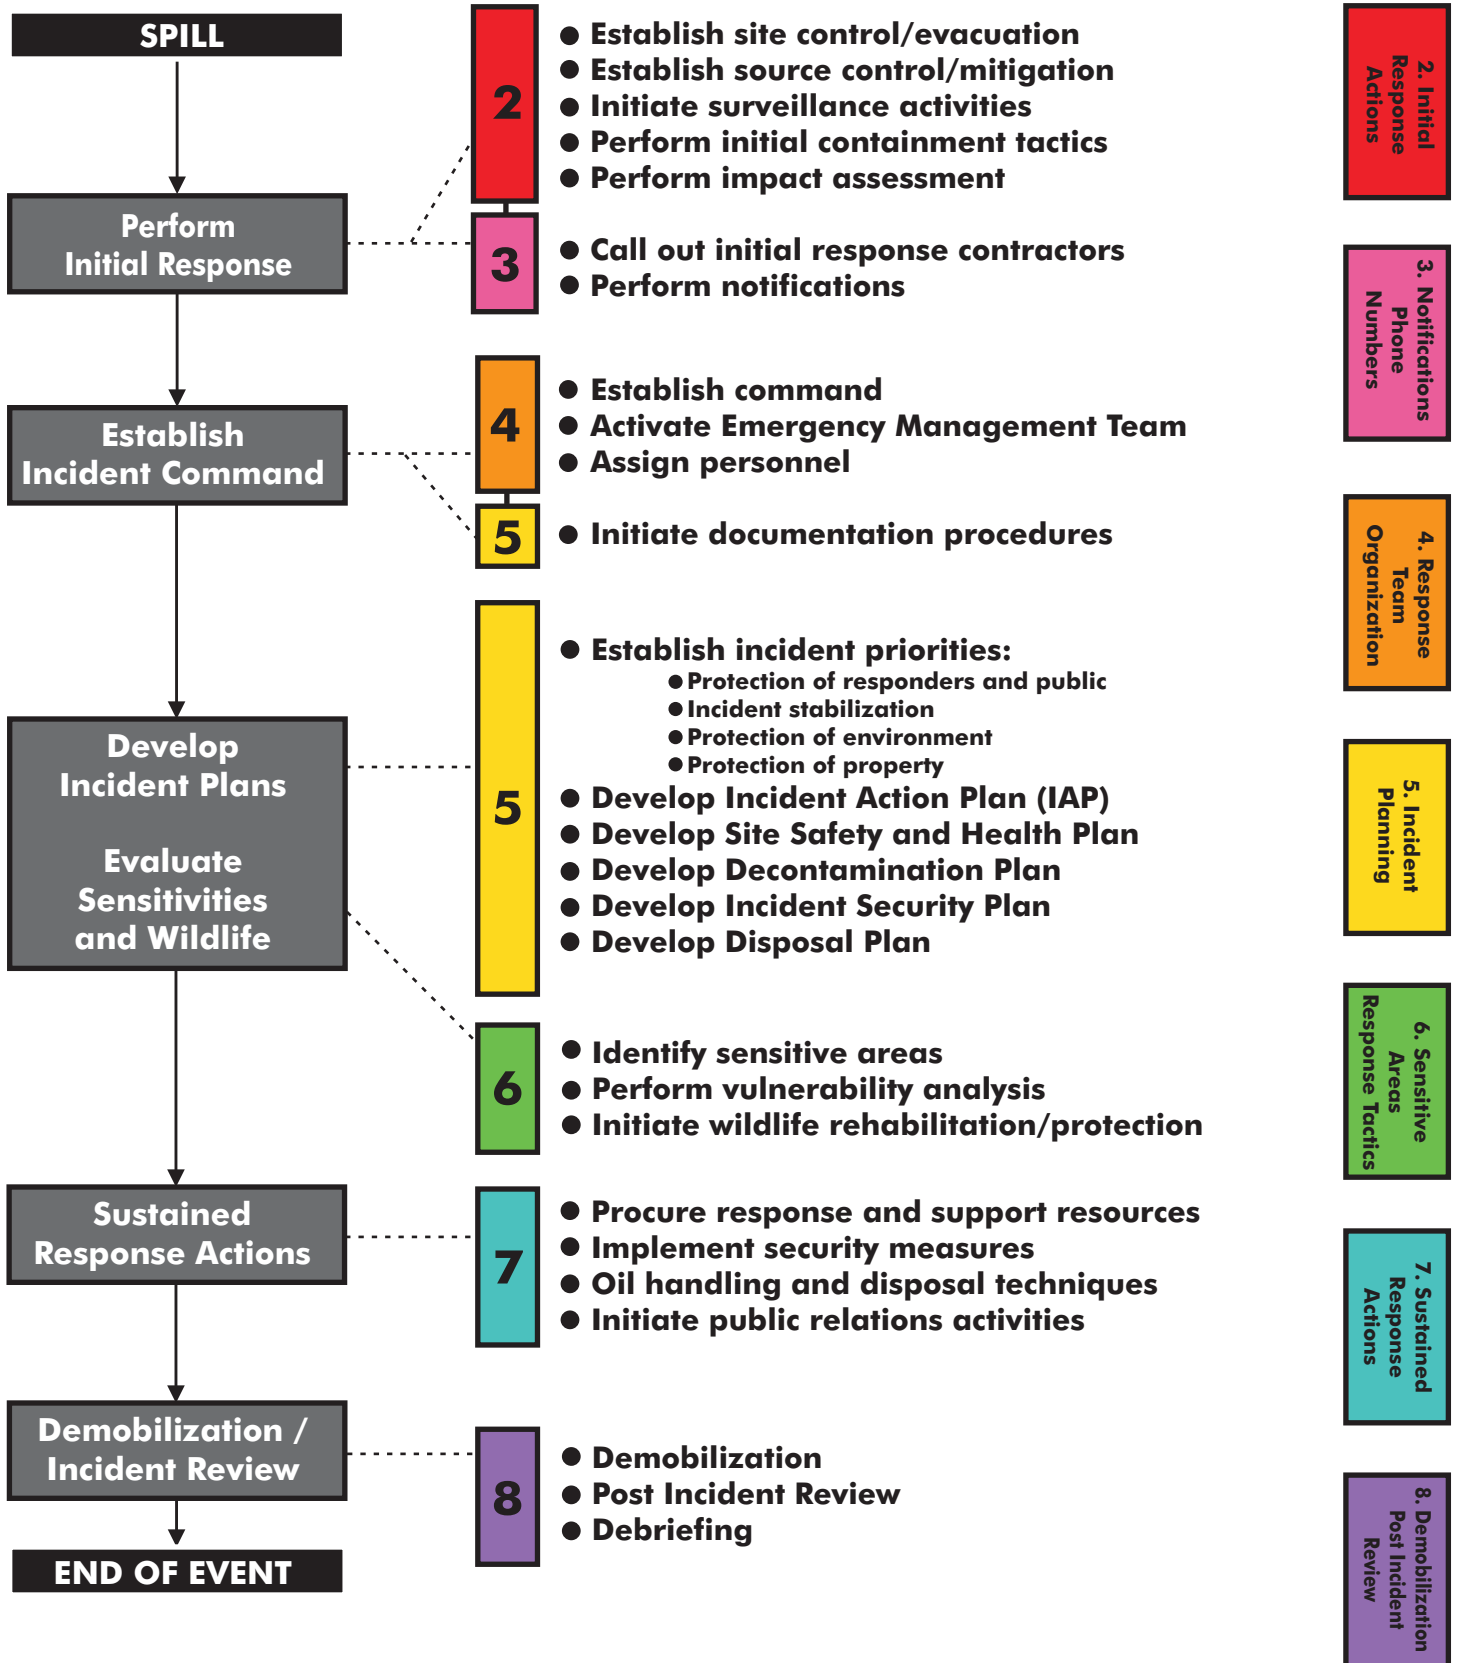 SPILL
2
● Establish site control/evacuation
● Establish source control/mitigation
● Initiate surveillance activities
● Perform initial containment tactics
● Perform impact assessment
Perform
Initial Response
3
● Call out initial response contractors
● Perform notifications
Establish
Incident Command
4
● Establish command
● Activate Emergency Management Team
● Assign personnel
5
● Initiate documentation procedures
Develop
Incident Plans
Evaluate
Sensitivities
and Wildlife
5
● Establish incident priorities:
● Protection of responders and public
● Incident stabilization
● Protection of environment
● Protection of property
● Develop Incident Action Plan (IAP)
● Develop Site Safety and Health Plan
● Develop Decontamination Plan
● Develop Incident Security Plan
● Develop Disposal Plan
6
● Identify sensitive areas
● Perform vulnerability analysis
● Initiate wildlife rehabilitation/protection
Sustained
Response Actions
7
● Procure response and support resources
● Implement security measures
● Oil handling and disposal techniques
● Initiate public relations activities
Demobilization /
Incident Review
8
● Demobilization
● Post Incident Review
● Debriefing
END OF EVENT
2. Initial
Response
Actions
3. Notifications
Phone
Numbers
4. Response
Team
Organization
5. Incident
Planning
6. Sensitive
Areas
Response Tactics
7. Sustained
Response
Actions
8. Demobilization
Post Incident
Review